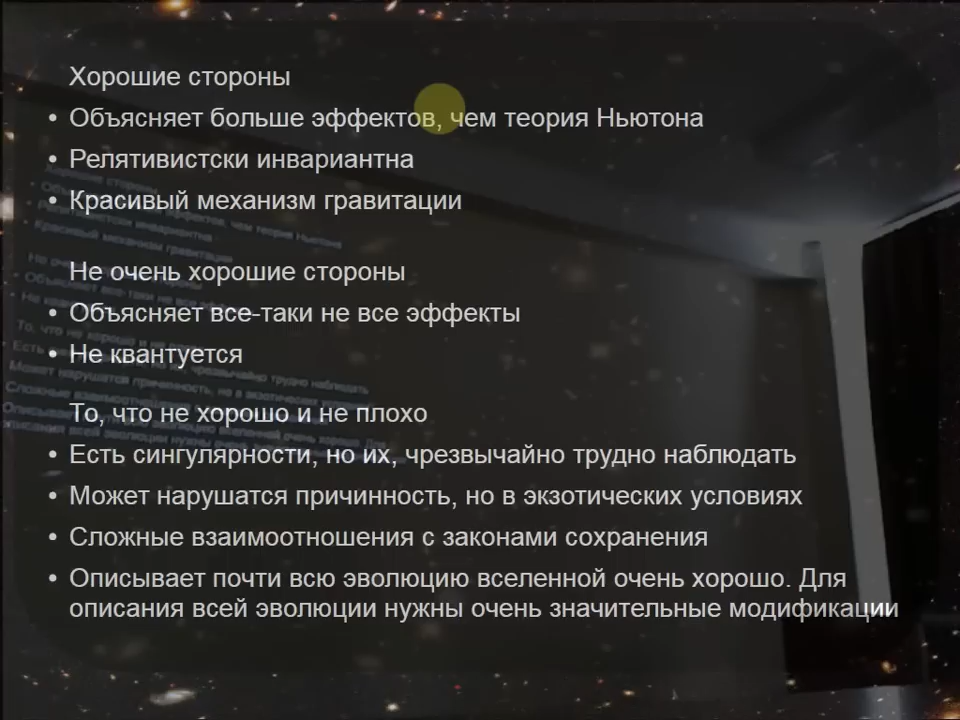 Хорошие стороны
• Объясняет больше эффектов, чем теория Ньютона
• Релятивистски инвариантна
• Красивый механизм гравитации
Не очень хорошие стороны
• Объясняет все-таки не все эффекты
• Не квантуется
То, что не хорошо и не плохо
• Есть сингулярности, но их, чрезвычайно трудно наблюдать
• Может нарушатся причинность, но в экзотических условиях
• Сложные взаимоотношения с законами сохранения
• Описывает почти всю эволюцию вселенной очень хорошо. Для
описания всей эволюции нужны очень значительные модификации